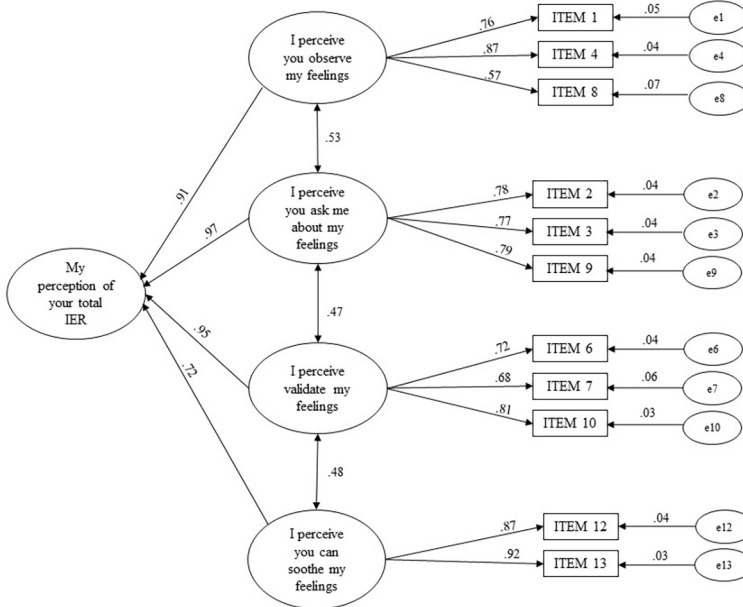 I perceive
you observe
my feelings
.76
.87
.57
ITEM 1
ITEM 4
ITEM 8
.05
.04
.07
e1
e4
e8
.53
.91
I perceive
you ask me
about my
feelings
.78
.77
.79
ITEM 2
ITEM 3
ITEM 9
.04
.04
.04
e2
e3
e9
.97
My
perception of
your total
IER
.47
.95
I perceive
validate my
feelings
.72
.68
.81
ITEM 6
ITEM 7
ITEM 10
.04
.06
.03
e6
e7
e10
.72
.48
I perceive
you can
soothe my
feelings
.87
.92
ITEM 12
ITEM 13
.04
.03
e12
e13